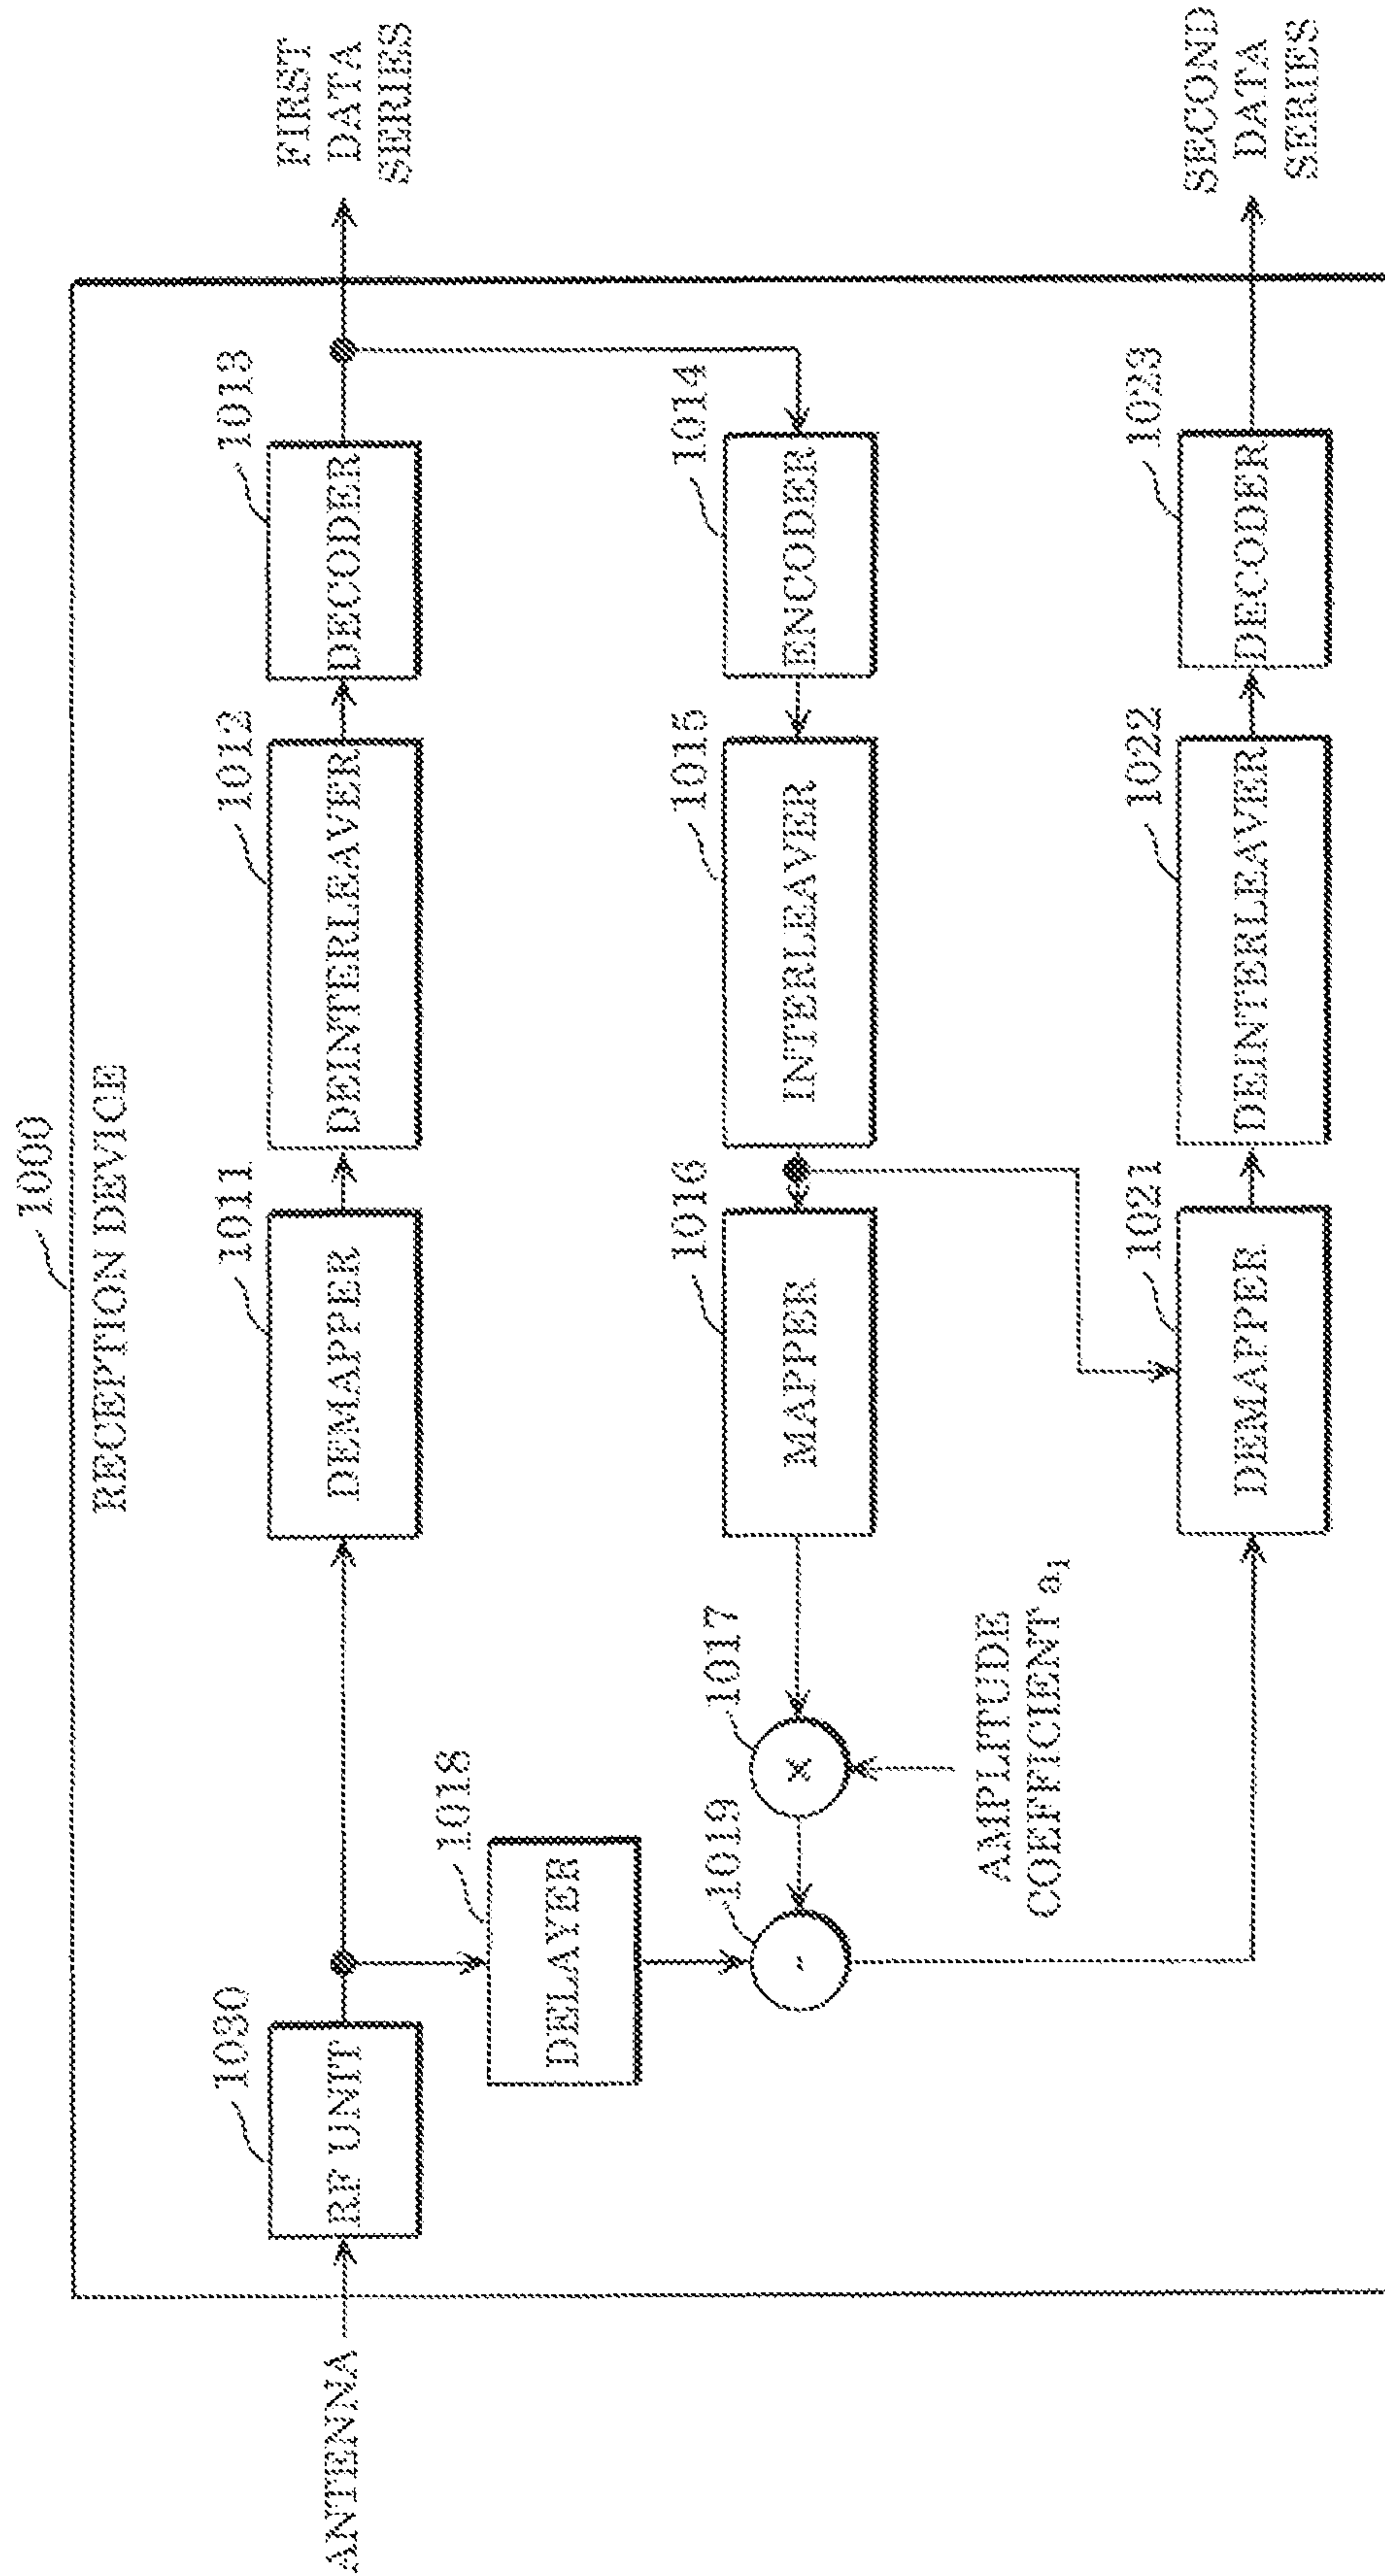 1000
RECEPTION DEVICE
ANTENNA
1030
RF UNIT
1011
DEMAPPER
1012
DEINTERLEAVER
1013
DECODER
FIRST
DATA
SERIES
1018
DELAYER
1019
-
1017
×
AMPLITUDE
COEFFICIENT a₁
1016
MAPPER
1015
INTERLEAVER
1014
ENCODER
1021
DEMAPPER
1022
DEINTERLEAVER
1023
DECODER
SECOND
DATA
SERIES